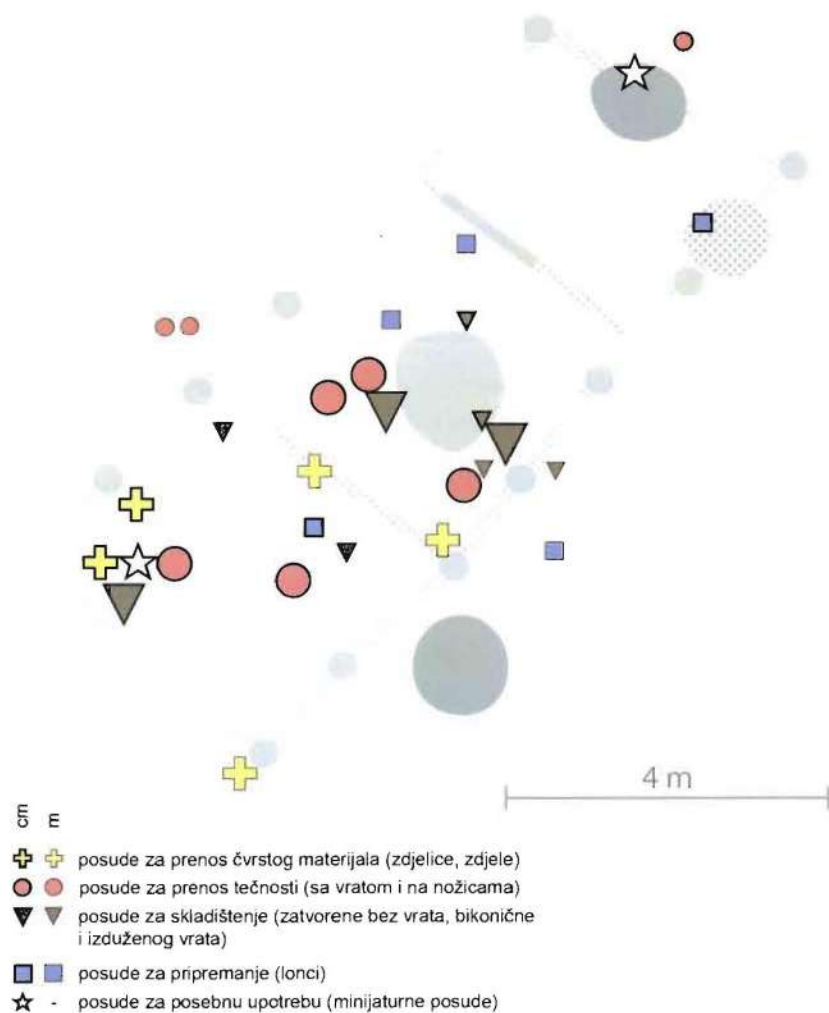 4 m
cm m
posude za prenos čvrstog materijala (zdjelice, zdjele)
posude za prenos tečnosti (sa vratom i na nožicama)
posude za skladištenje (zatvorene bez vrata, bikonične
i izduženog vrata)
posude za pripremanje (lonci)
- posude za posebnu upotrebu (minijaturne posude)